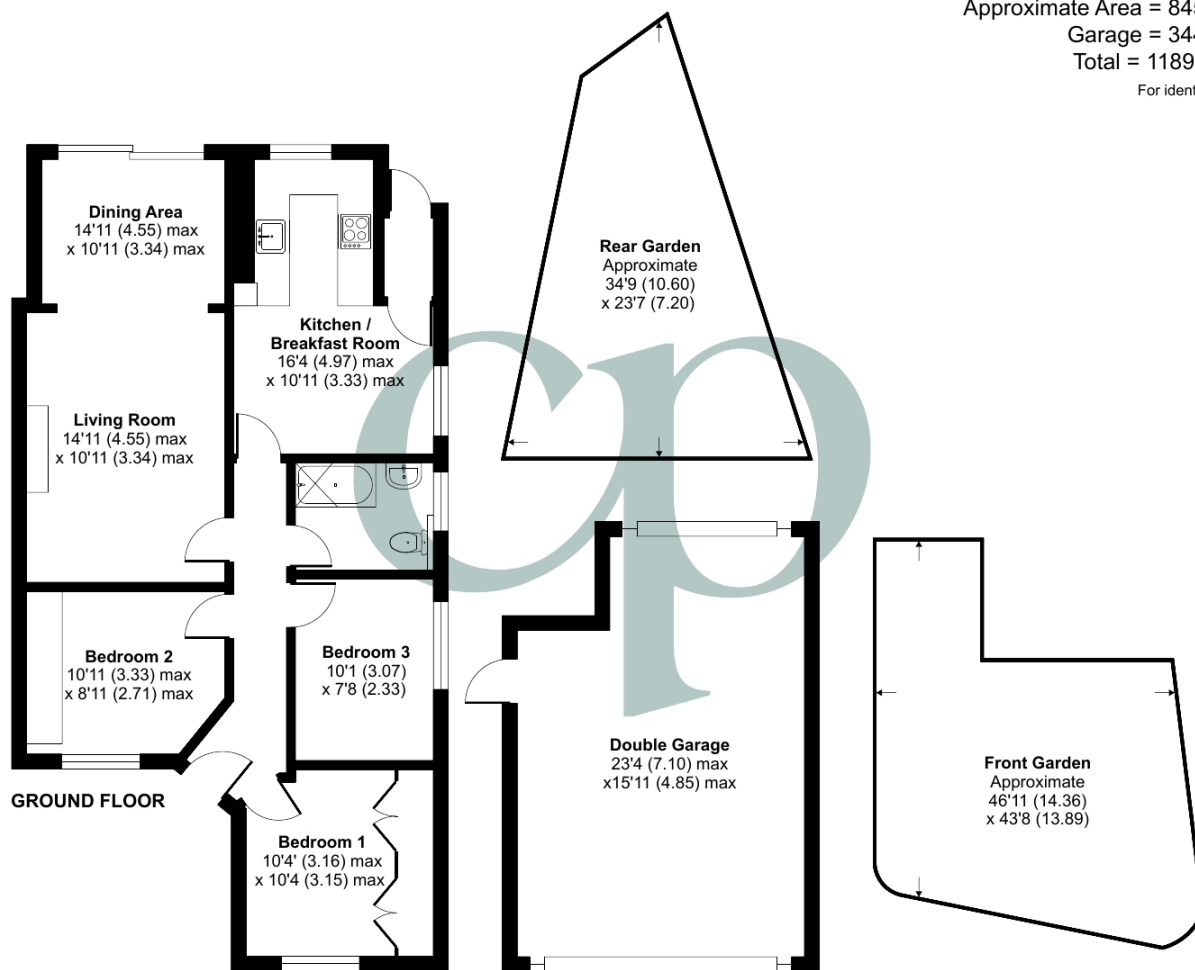 Approximate Area = 845
Garage = 344
Total = 1189
For ident
Dining Area
14'11 (4.55) max
x 10'11 (3.34) max
Rear Garden
Approximate
34'9 (10.60)
x 23'7 (7.20)
Kitchen /
Breakfast Room
16'4 (4.97) max
x 10'11 (3.33) max
Living Room
14'11 (4.55) max
x 10'11 (3.34) max
cp
Bedroom 2
10'11 (3.33) max
x 8'11 (2.71) max
Bedroom 3
10'1 (3.07)
x 7'8 (2.33)
Double Garage
23'4 (7.10) max
x15'11 (4.85) max
Front Garden
Approximate
46'11 (14.36)
x 43'8 (13.89)
GROUND FLOOR
Bedroom 1
10'4' (3.16) max
x 10'4 (3.15) max